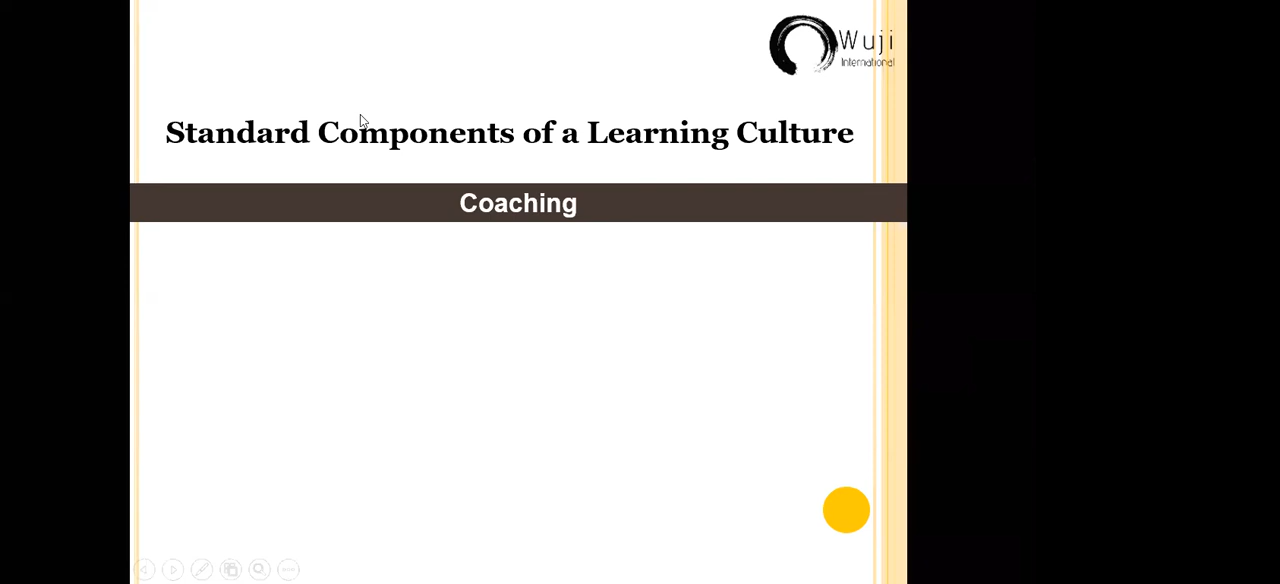 Wuji
International
Standard Components of a Learning Culture
Coaching